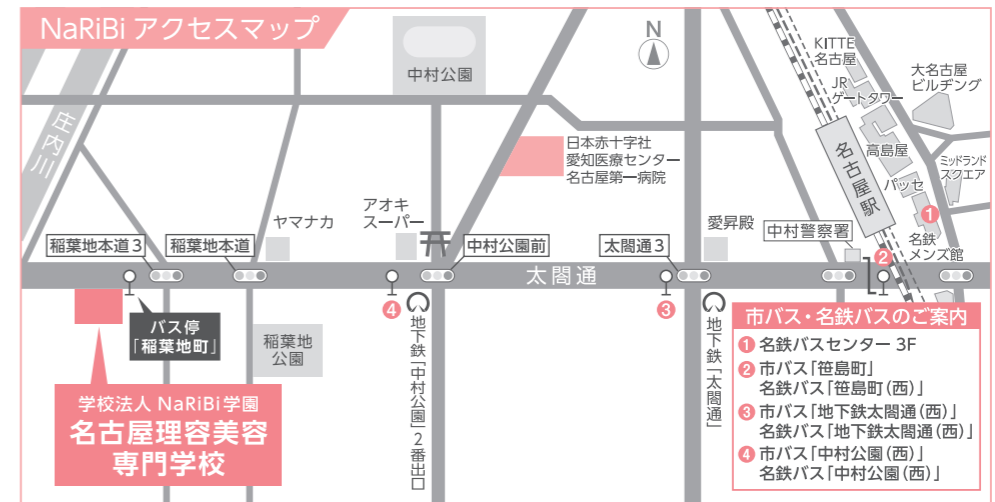 NaRiBi アクセスマップ
N
中村公園
KITTE
名古屋
JR
ゲートタワー
大名古屋
ビルヂング
庄内川
日本赤十字社
愛知医療センター
名古屋第一病院
名古屋駅
高島屋
ミッドランド
スクエア
パッセ
1
名鉄
メンズ館
ヤマナカ
アオキ
スーパー
愛昇殿
中村警察署
2
稲葉地本道3
稲葉地本道
中村公園前
太閤通3
太閤通
4
3
バス停
「稲葉地町」
稲葉地
公園
地下鉄「中村公園」2番出口
地下鉄「太閤通」
学校法人 NaRiBi学園
名古屋理容美容
専門学校
市バス・名鉄バスのご案内
1 名鉄バスセンター 3F
2 市バス「笹島町」
名鉄バス「笹島町(西)」
3 市バス「地下鉄太閤通(西)」
名鉄バス「地下鉄太閤通(西)」
4 市バス「中村公園(西)」
名鉄バス「中村公園(西)」